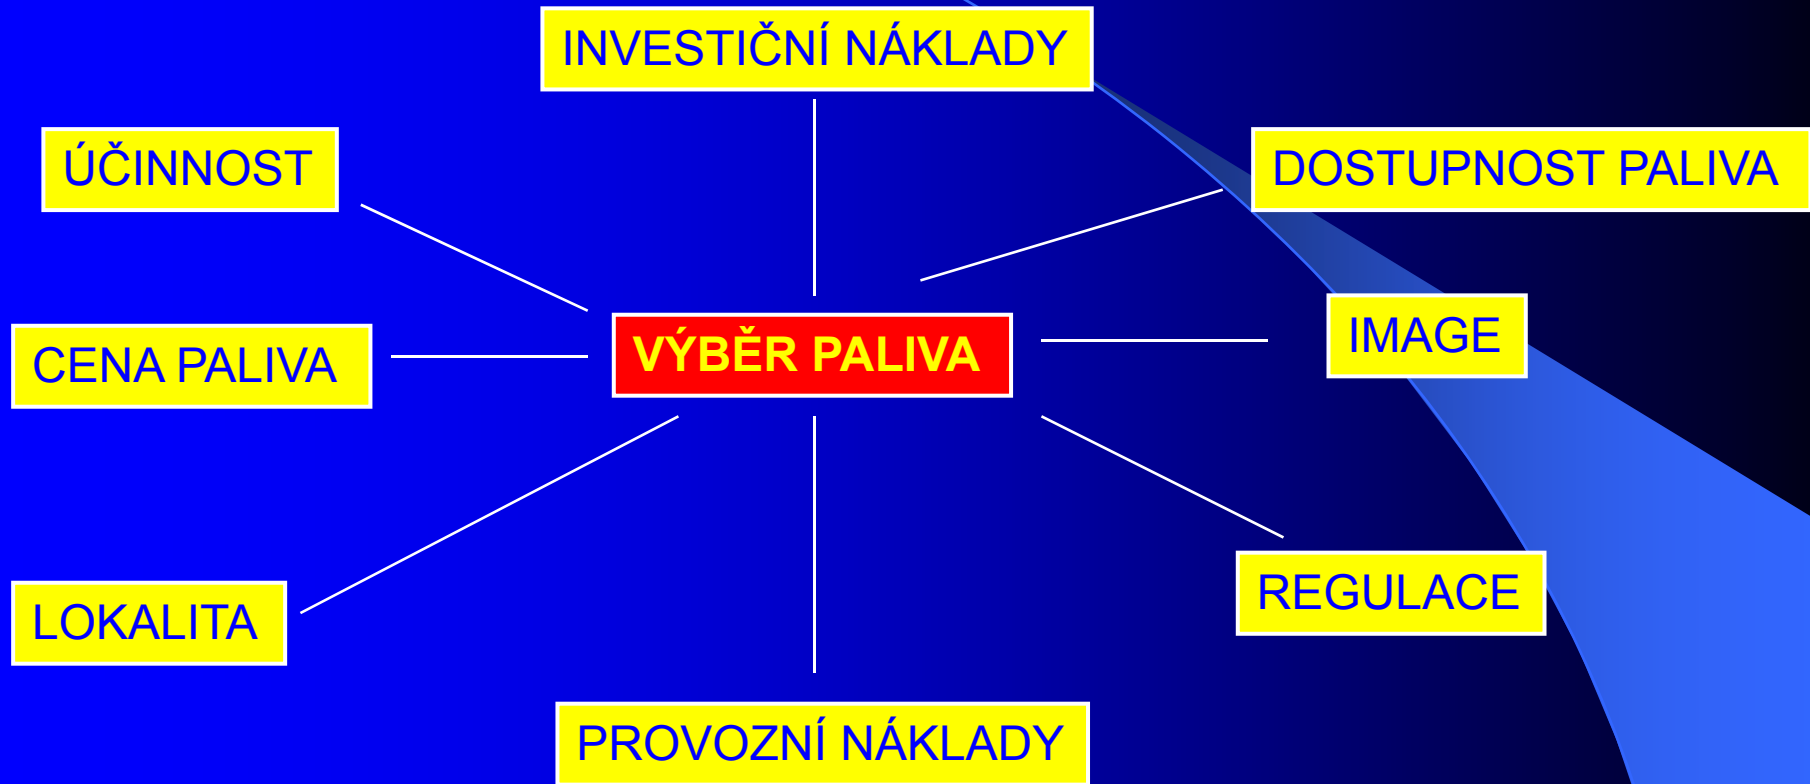 INVESTIČNÍ NÁKLADY
ÚČINNOST
DOSTUPNOST PALIVA
IMAGE
VÝBĚR PALIVA
CENA PALIVA
REGULACE
LOKALITA
PROVOZNÍ NÁKLADY